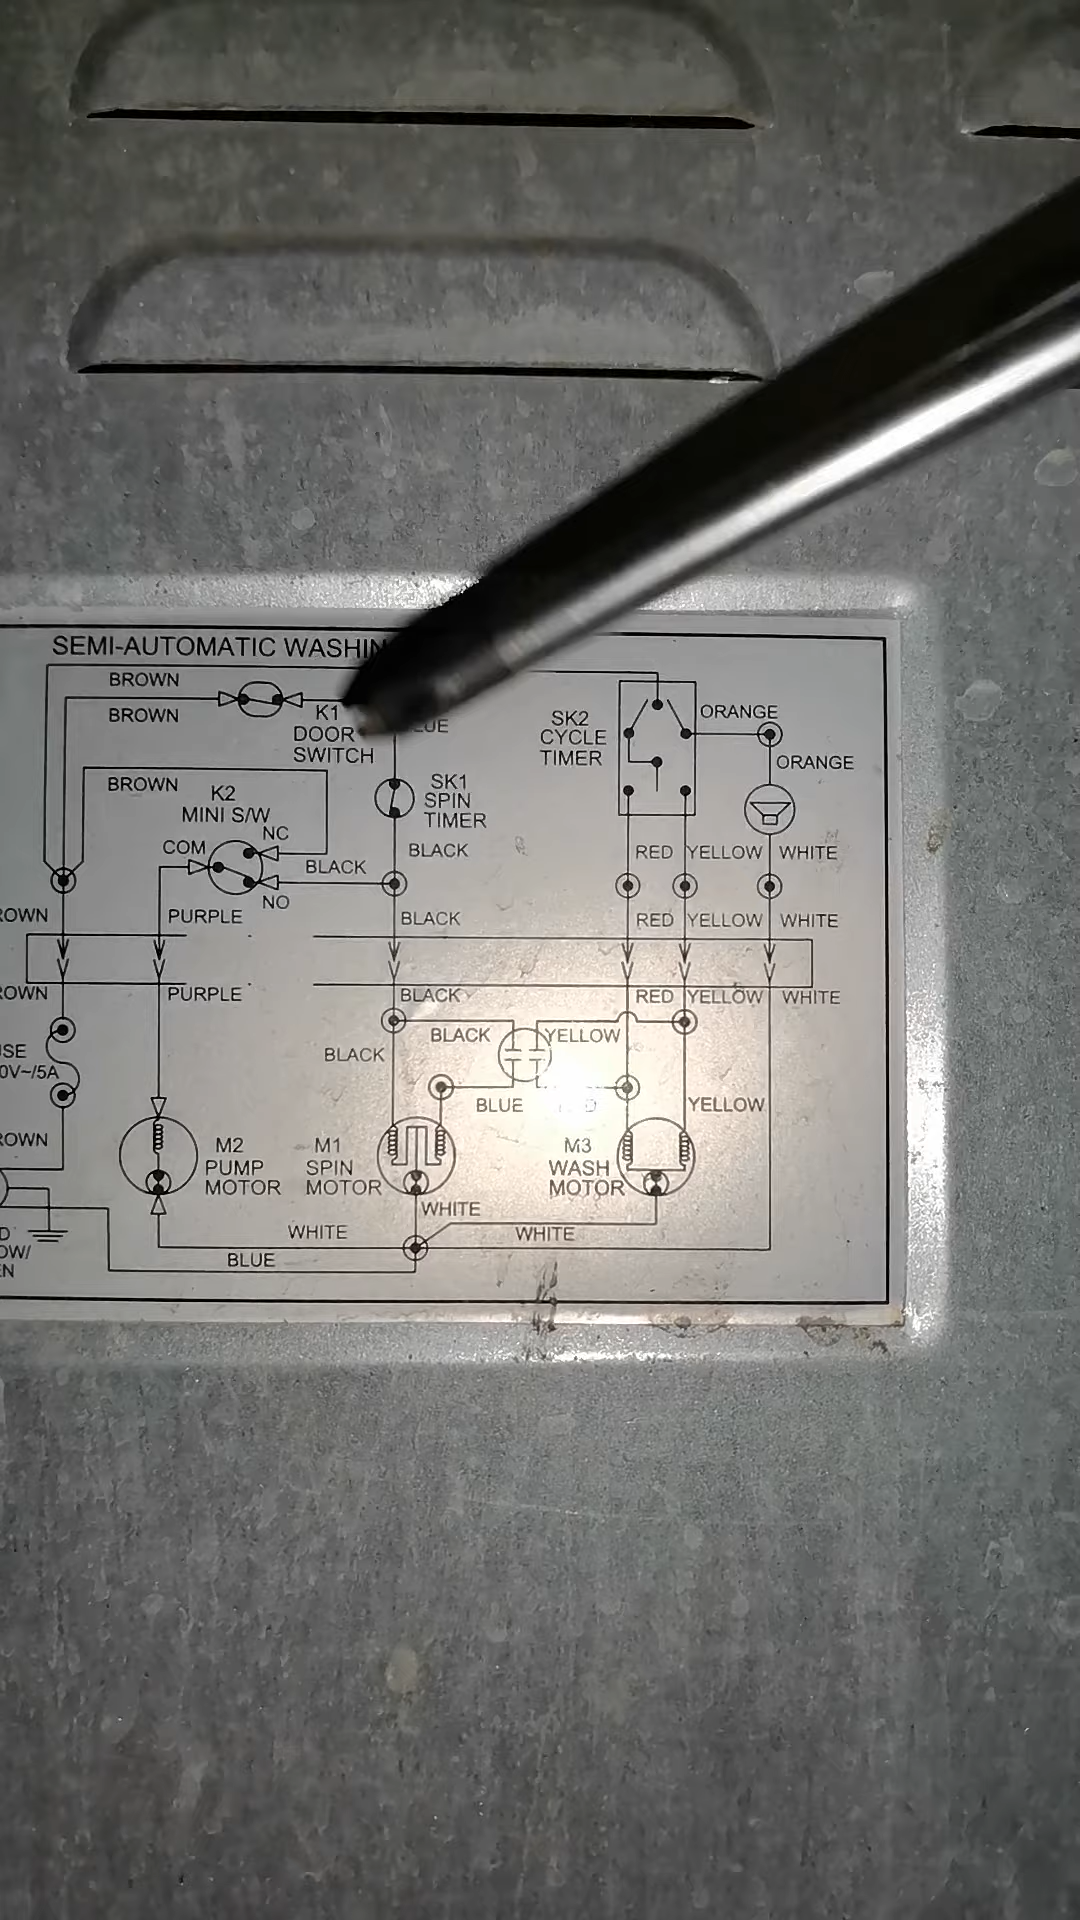 SEMI-AUTOMATIC
BROWN
K1
DOOR
SWITCH
BROWN
SK2
CYCLE
TIMER
ORANGE
ORANGE
BROWN
K2
MINI S/W
SK1
SPIN
TIMER
COM
NC
BLACK
BLACK
NO
RED YELLOW WHITE
PURPLE
BLACK
RED YELLOW WHITE
PURPLE
BLACK
RED YELLOW WHITE
BLACK
YELLOW
BLACK
BLUE
YELLOW
M2
PUMP
MOTOR
M1
SPIN
MOTOR
M3
WASH
MOTOR
WHITE
WHITE
WHITE
BLUE